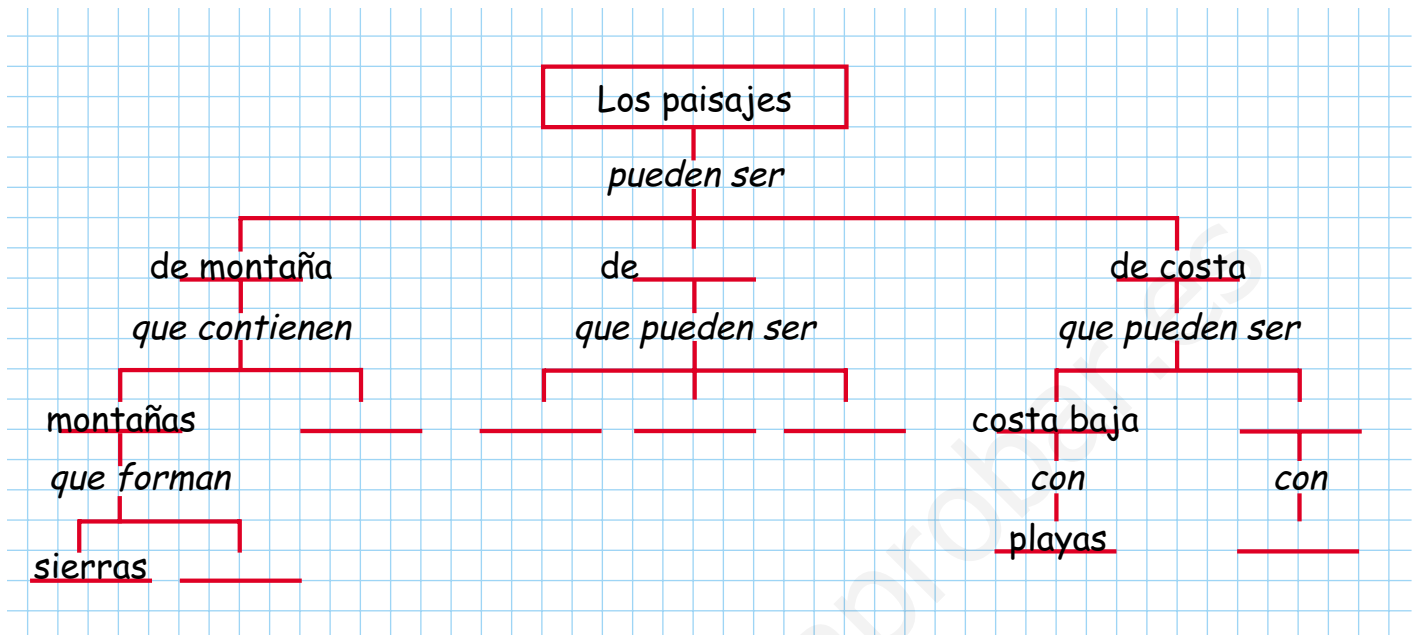 Los paisajes
pueden ser
de montaña de de costa
que contienen que pueden ser que pueden ser
montañas costa baja
que forman con con
playas
sierras